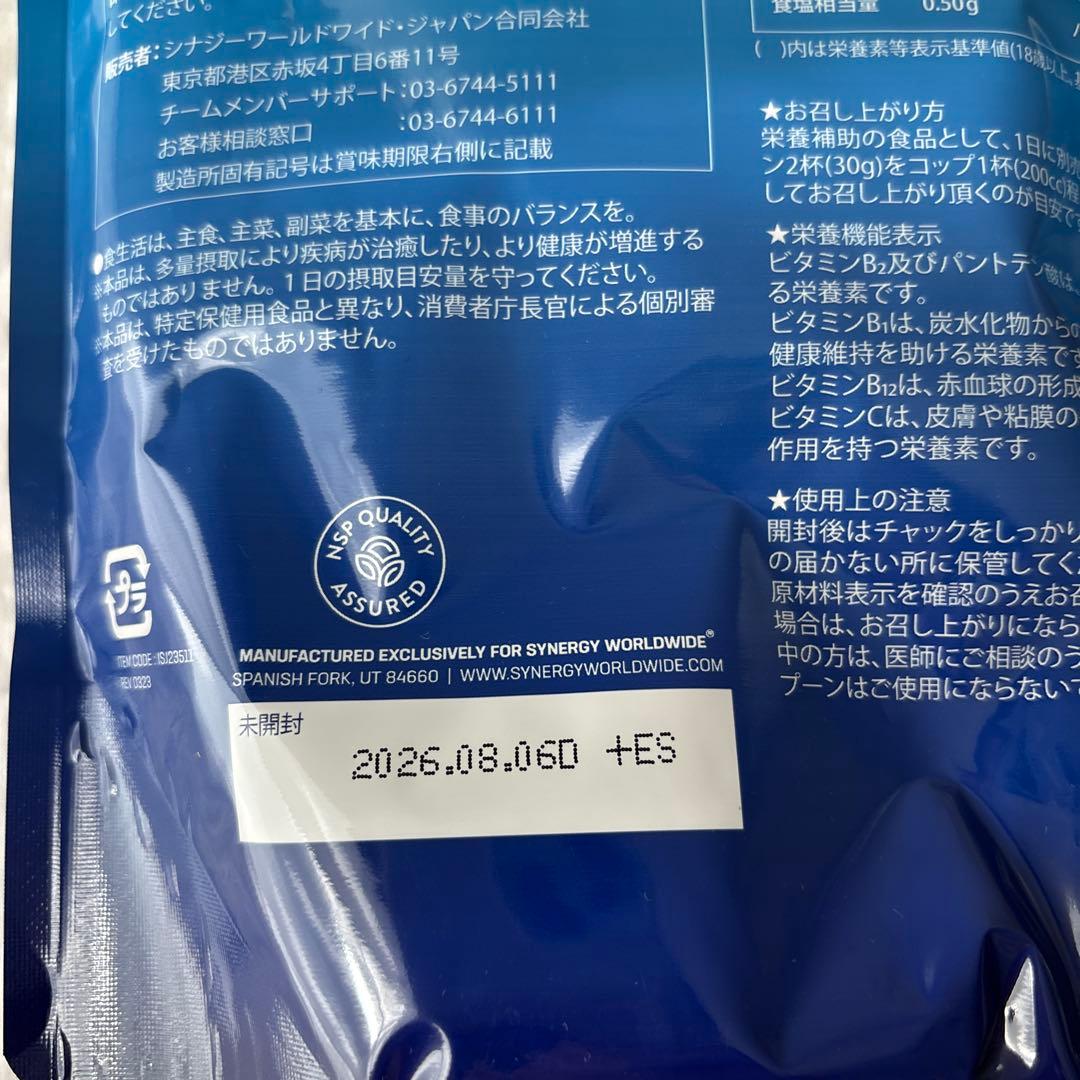 してください。
販売者：シナジーワールドワイド・ジャパン合同会社
東京都港区赤坂4丁目6番11号
チームメンバーサポート：03-6744-5111
お客様相談窓口　　　　：03-6744-6111
製造所固有記号は賞味期限右側に記載
●食生活は、主食、主菜、副菜を基本に、食事のバランスを。
※本品は、多量摂取により疾病が治癒したり、より健康が増進する
ものではありません。1日の摂取目安量を守ってください。
※本品は、特定保健用食品と異なり、消費者庁長官による個別審
査を受けたものではありません。
NSP QUALITY
ASSURED
プラ
ITEM CODE : ISJ23511
REV 0323
MANUFACTURED EXCLUSIVELY FOR SYNERGY WORLDWIDE®
SPANISH FORK, UT 84660 | WWW.SYNERGYWORLDWIDE.COM
未開封
2026.08.06D +ES
食塩相当量 0.50g
( )内は栄養素等表示基準値(18歳以上、
★お召し上がり方
栄養補助の食品として、1日に別売
ン2杯(30g)をコップ1杯(200cc)程
してお召し上がり頂くのが目安で
★栄養機能表示
ビタミンB₂及びパントテン酸は、
る栄養素です。
ビタミンB₁は、炭水化物からの
健康維持を助ける栄養素です
ビタミンB₁₂は、赤血球の形成
ビタミンCは、皮膚や粘膜の
作用を持つ栄養素です。
★使用上の注意
開封後はチャックをしっかり
の届かない所に保管してく
原材料表示を確認のうえお召
場合は、お召し上がりになら
中の方は、医師にご相談のう
プーンはご使用にならないで